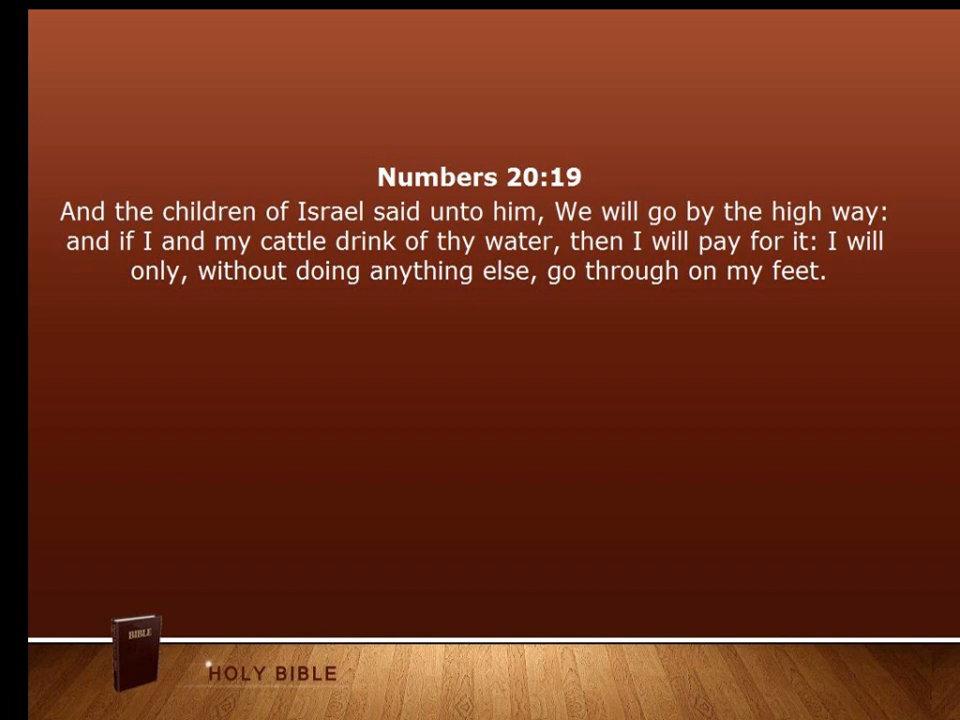 Numbers 20:19
And the children of Israel said unto him, We will go by the high way:
and if I and my cattle drink of thy water, then I will pay for it: I will
only, without doing anything else, go through on my feet.
BIBLE
HOLY BIBLE